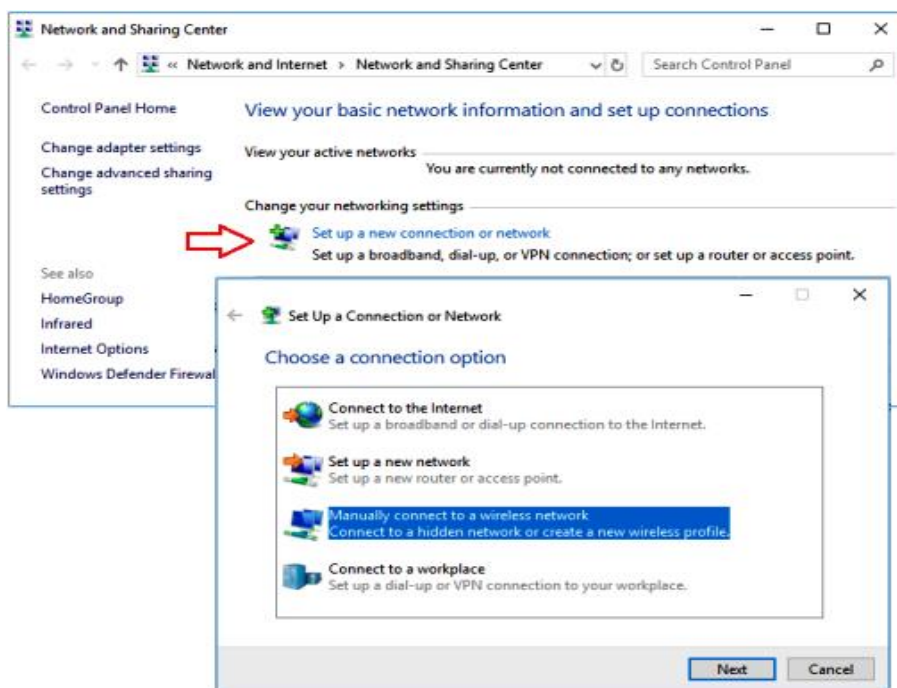 Network and Sharing Center
« Network and Internet › Network and Sharing Center
Search Control Panel
Control Panel Home
Change adapter settings
Change advanced sharing
settings
See also
HomeGroup
Infrared
Internet Options
Windows Defender Firewal
View your basic network information and set up connections
View your active networks
You are currently not connected to any networks.
Change your networking settings
Set up a new connection or network
Set up a broadband, dial-up, or VPN connection; or set up a router or access point.
Set Up a Connection or Network
Choose a connection option
Connect to the Internet
Set up a broadband or dial-up connection to the Internet.
Set up a new network
Set up a new router or access point.
Manually connect to a wireless network
Connect to a hidden network or create a new wireless profile.
Connect to a workplace
Set up a dial-up or VPN connection to your workplace.
Next
Cancel